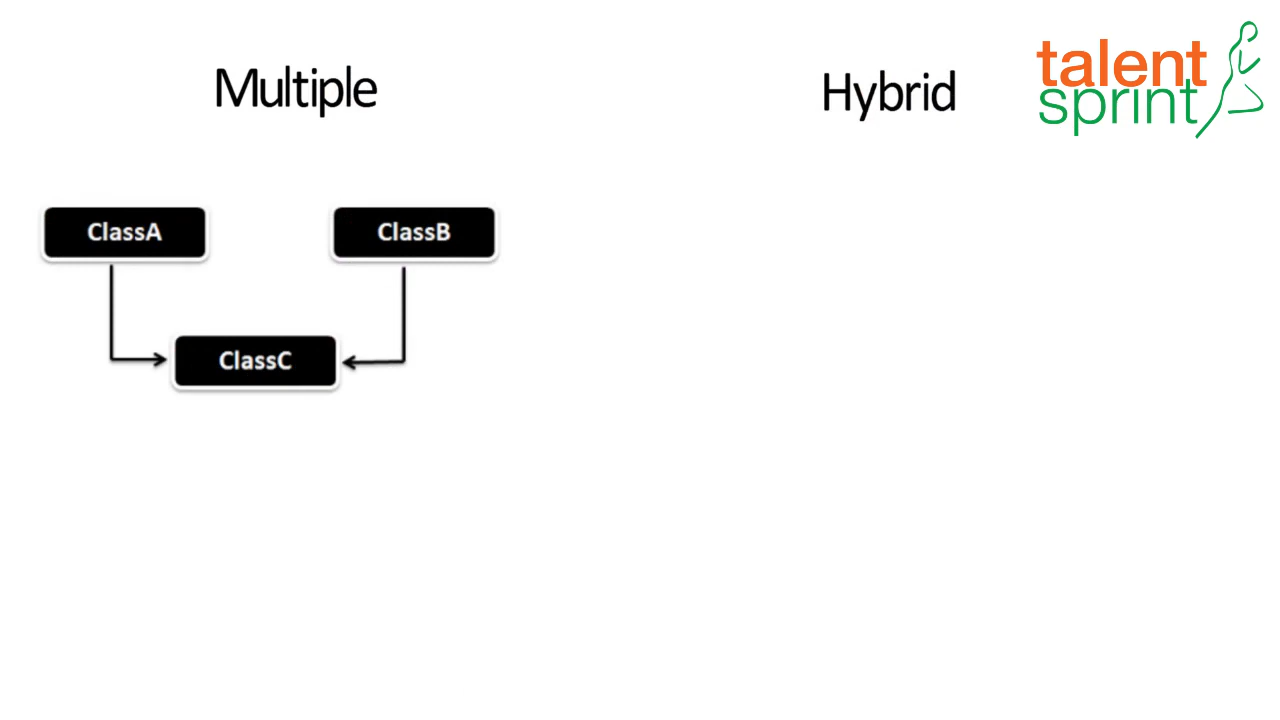 Multiple
Hybrid
talent
sprint
ClassA
ClassB
ClassC